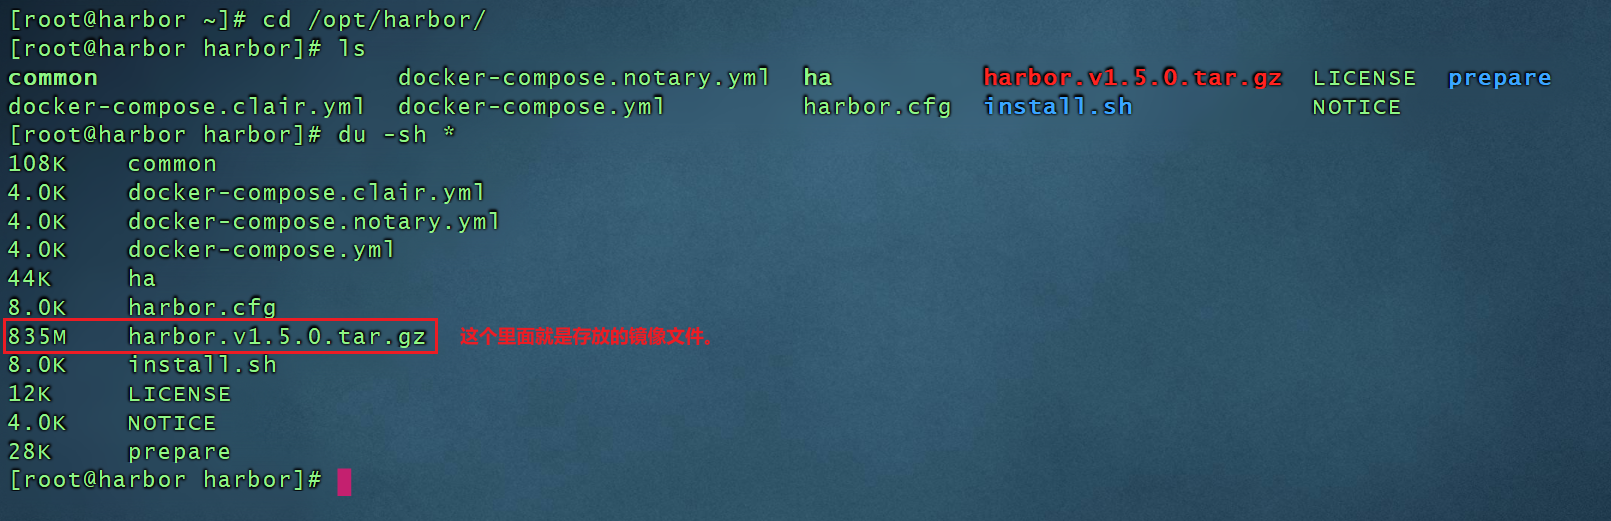 [root@harbor ~]# cd /opt/harbor/
[root@harbor harbor]# ls
common docker-compose.notary.yml ha harbor.v1.5.0.tar.gz LICENSE prepare
docker-compose.clair.yml docker-compose.yml harbor.cfg install.sh NOTICE
[root@harbor harbor]# du -sh *
108K common
4.0K docker-compose.clair.yml
4.0K docker-compose.notary.yml
4.0K docker-compose.yml
44K ha
8.0K harbor.cfg
835M harbor.v1.5.0.tar.gz 这个里面就是存放的镜像文件。
8.0K install.sh
12K LICENSE
4.0K NOTICE
28K prepare
[root@harbor harbor]#